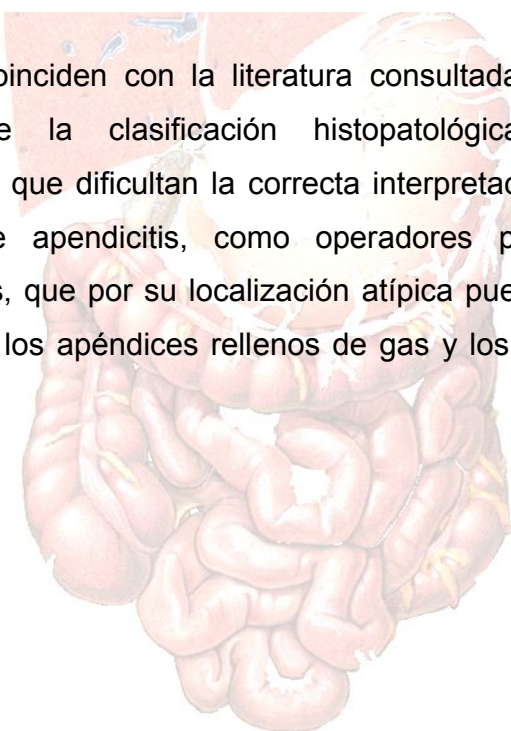 coinciden con la literatura consultada
la clasificación histopatológica
que dificultan la correcta interpretac
e apendicitis, como operadores p
s, que por su localización atípica pue
los apéndices rellenos de gas y los